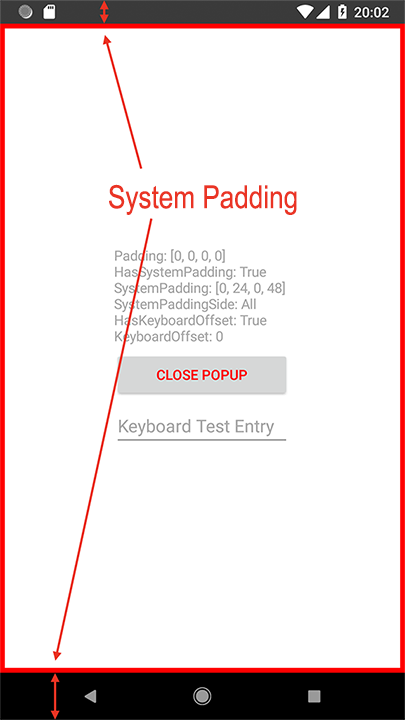 20:02
System Padding
Padding: [0, 0, 0, 0]
HasSystemPadding: True
SystemPadding: [0, 24, 0, 48]
SystemPaddingSide: All
HasKeyboardOffset: True
KeyboardOffset: 0
CLOSE POPUP
Keyboard Test Entry